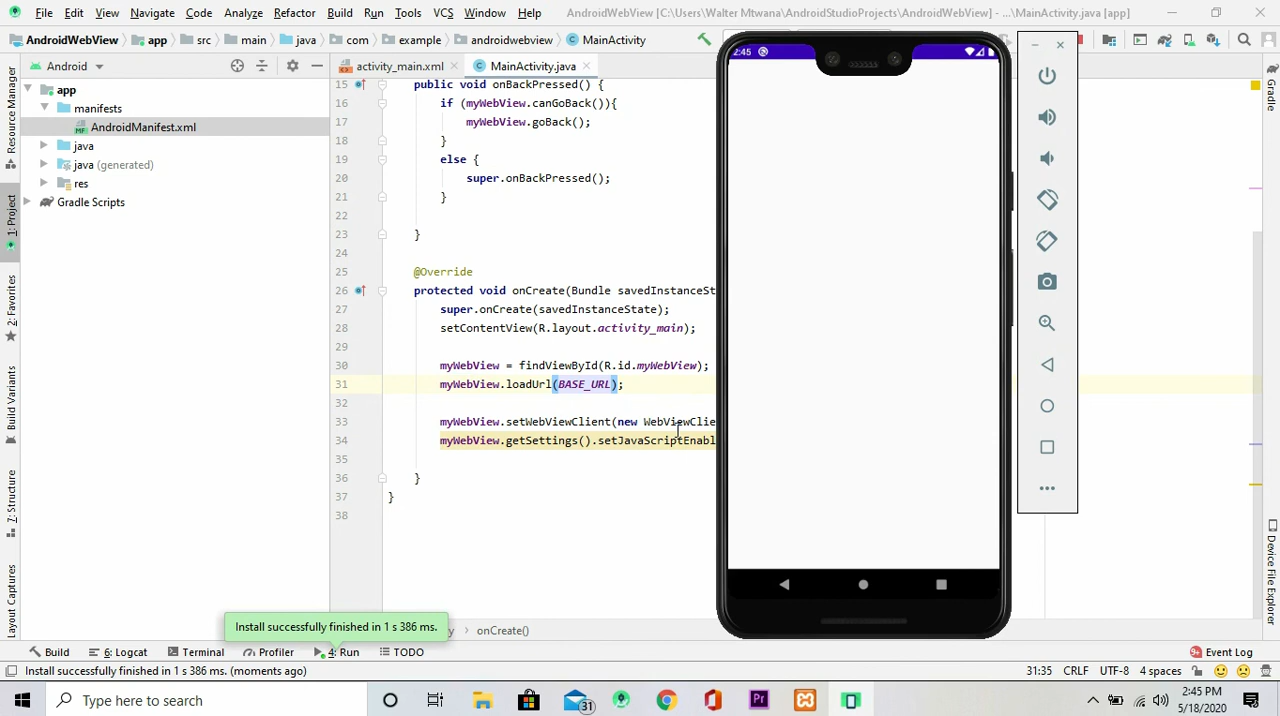 File Edit View Navigate Code Analyze Refactor Build Run Tools VCS Window Help AndroidWebView [C:\Users\Walter Mtwana\AndroidStudioProjects\AndroidWebView] - ...\MainActivity.java [app]
AndroidWebView app src main java com example androidwebview MainActivity
Android
activity_main.xml MainActivity.java
app
manifests
AndroidManifest.xml
java
java (generated)
res
Gradle Scripts
Resource Manager
1: Project
2: Favorites
Build Variants
7: Structure
Layout Captures
15 public void onBackPressed() {
16 if (myWebView.canGoBack()){
17 myWebView.goBack();
18 }
19 else {
20 super.onBackPressed();
21 }
22
23 }
24
25 @Override
26 protected void onCreate(Bundle savedInstanceSt
27 super.onCreate(savedInstanceState);
28 setContentView(R.layout.activity_main);
29
30 myWebView = findViewById(R.id.myWebView);
31 myWebView.loadUrl(BASE_URL);
32
33 myWebView.setWebViewClient(new WebViewClie
34 myWebView.getSettings().setJavaScriptEnabl
35
36 }
37 }
38
2:45
Gradle
Device File Explorer
Install successfully finished in 1 s 386 ms.
y onCreate()
Build 6: Logcat Terminal Profiler 4: Run TODO 9+ Event Log
Install successfully finished in 1 s 386 ms. (moments ago) 31:35 CRLF UTF-8 4 spaces
Type here to search
31
Pr
2:45 PM
5/18/2020